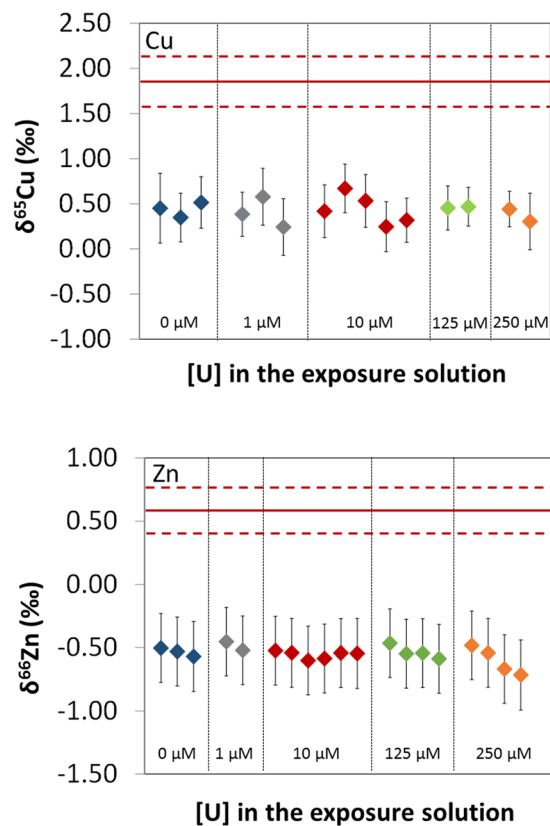 2.50
Cu
2.00
1.50
1.00
0.50
0.00
-0.50
-1.00
δ⁶⁵Cu (‰)
0 µM 1 µM 10 µM 125 µM 250 µM
[U] in the exposure solution
1.00
Zn
0.50
0.00
-0.50
-1.00
-1.50
δ⁶⁶Zn (‰)
0 µM 1 µM 10 µM 125 µM 250 µM
[U] in the exposure solution